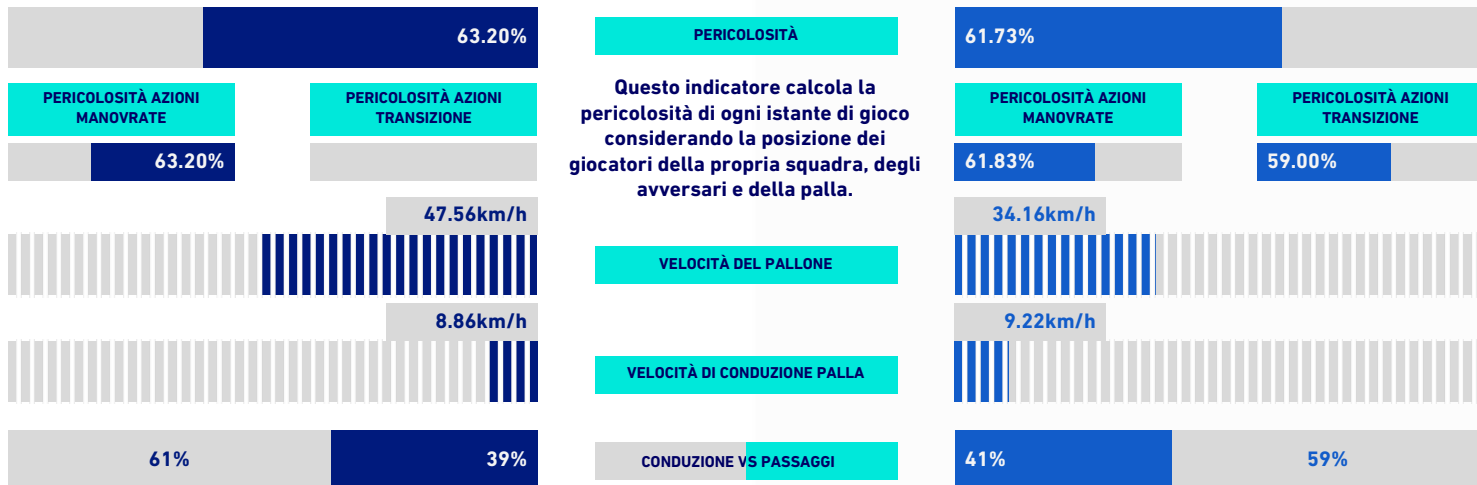 63.20%
PERICOLOSITÀ
61.73%
PERICOLOSITÀ AZIONI
MANOVRATE
PERICOLOSITÀ AZIONI
TRANSIZIONE
63.20%
Questo indicatore calcola la
pericolosità di ogni istante di gioco
considerando la posizione dei
giocatori della propria squadra, degli
avversari e della palla.
PERICOLOSITÀ AZIONI
MANOVRATE
PERICOLOSITÀ AZIONI
TRANSIZIONE
61.83%
59.00%
47.56km/h
VELOCITÀ DEL PALLONE
34.16km/h
8.86km/h
VELOCITÀ DI CONDUZIONE PALLA
9.22km/h
61%
39%
CONDUZIONE VS PASSAGGI
41%
59%